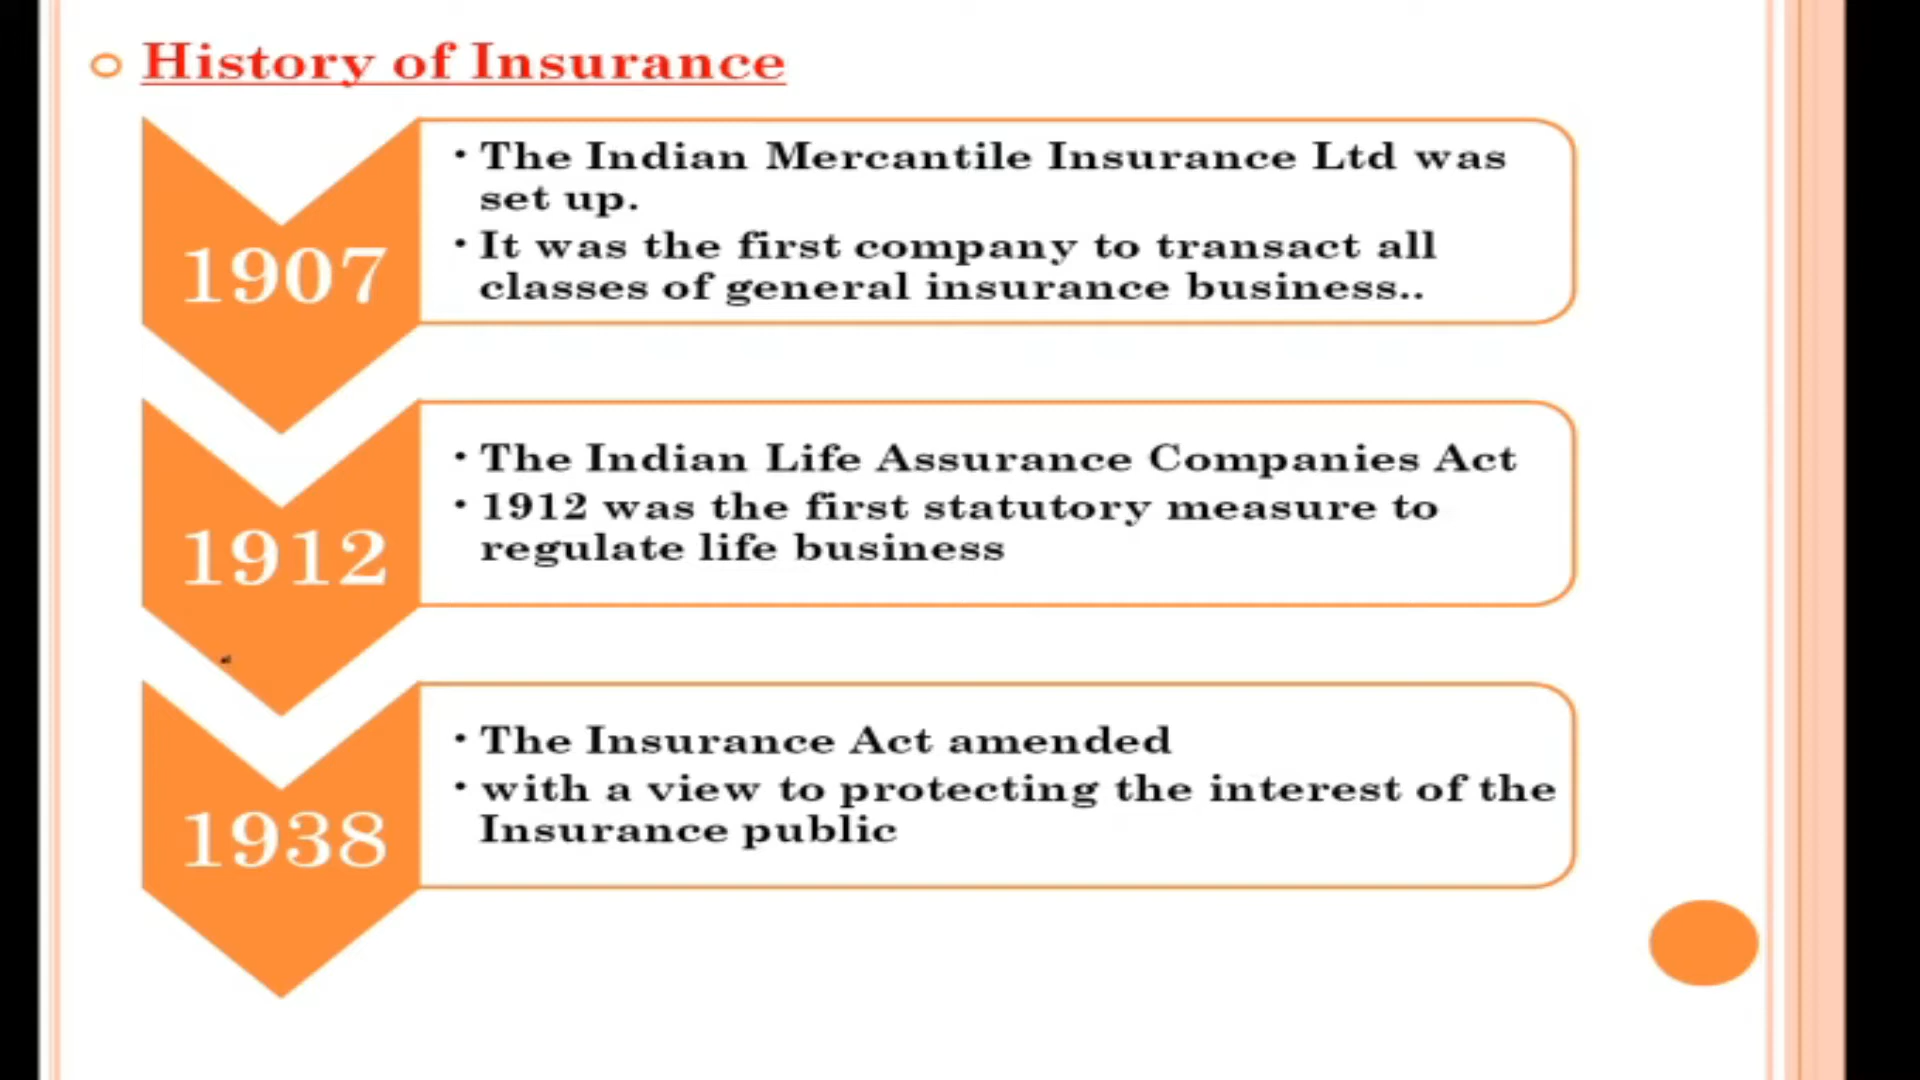 History of Insurance
1907
• The Indian Mercantile Insurance Ltd was
set up.
• It was the first company to transact all
classes of general insurance business..
1912
• The Indian Life Assurance Companies Act
• 1912 was the first statutory measure to
regulate life business
1938
• The Insurance Act amended
• with a view to protecting the interest of the
Insurance public